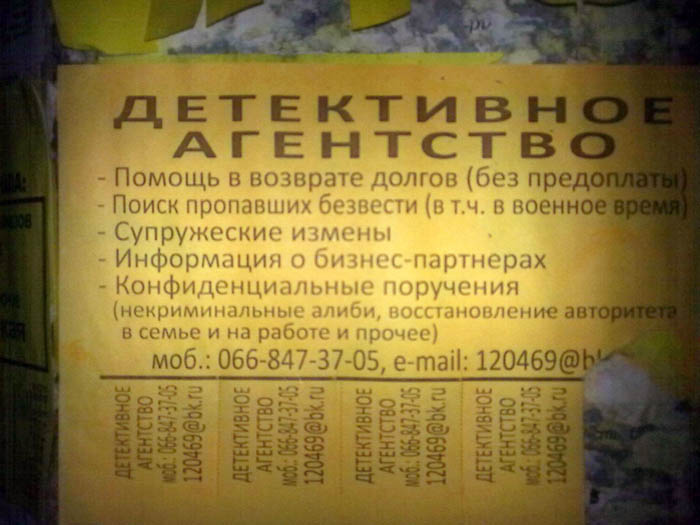 ДЕТЕКТИВНОЕ
АГЕНТСТВО
- Помощь в возврате долгов (без предоплаты)
- Поиск пропавших безвести (в т.ч. в военное время)
- Супружеские измены
- Информация о бизнес-партнерах
- Конфиденциальные поручения
(некриминальные алиби, восстановление авторитета
в семье и на работе и прочее)
моб.: 066-847-37-05, e-mail: 120469@bk
ДЕТЕКТИВНОЕ
АГЕНТСТВО
моб.: 066-847-37-05
120469@bk.ru
ДЕТЕКТИВНОЕ
АГЕНТСТВО
моб.: 066-847-37-05
120469@bk.ru
ДЕТЕКТИВНОЕ
АГЕНТСТВО
моб.: 066-847-37-05
120469@bk.ru
ДЕТЕКТИВНОЕ
АГЕНТСТВО
моб.: 066-847-37-05
120469@bk.ru